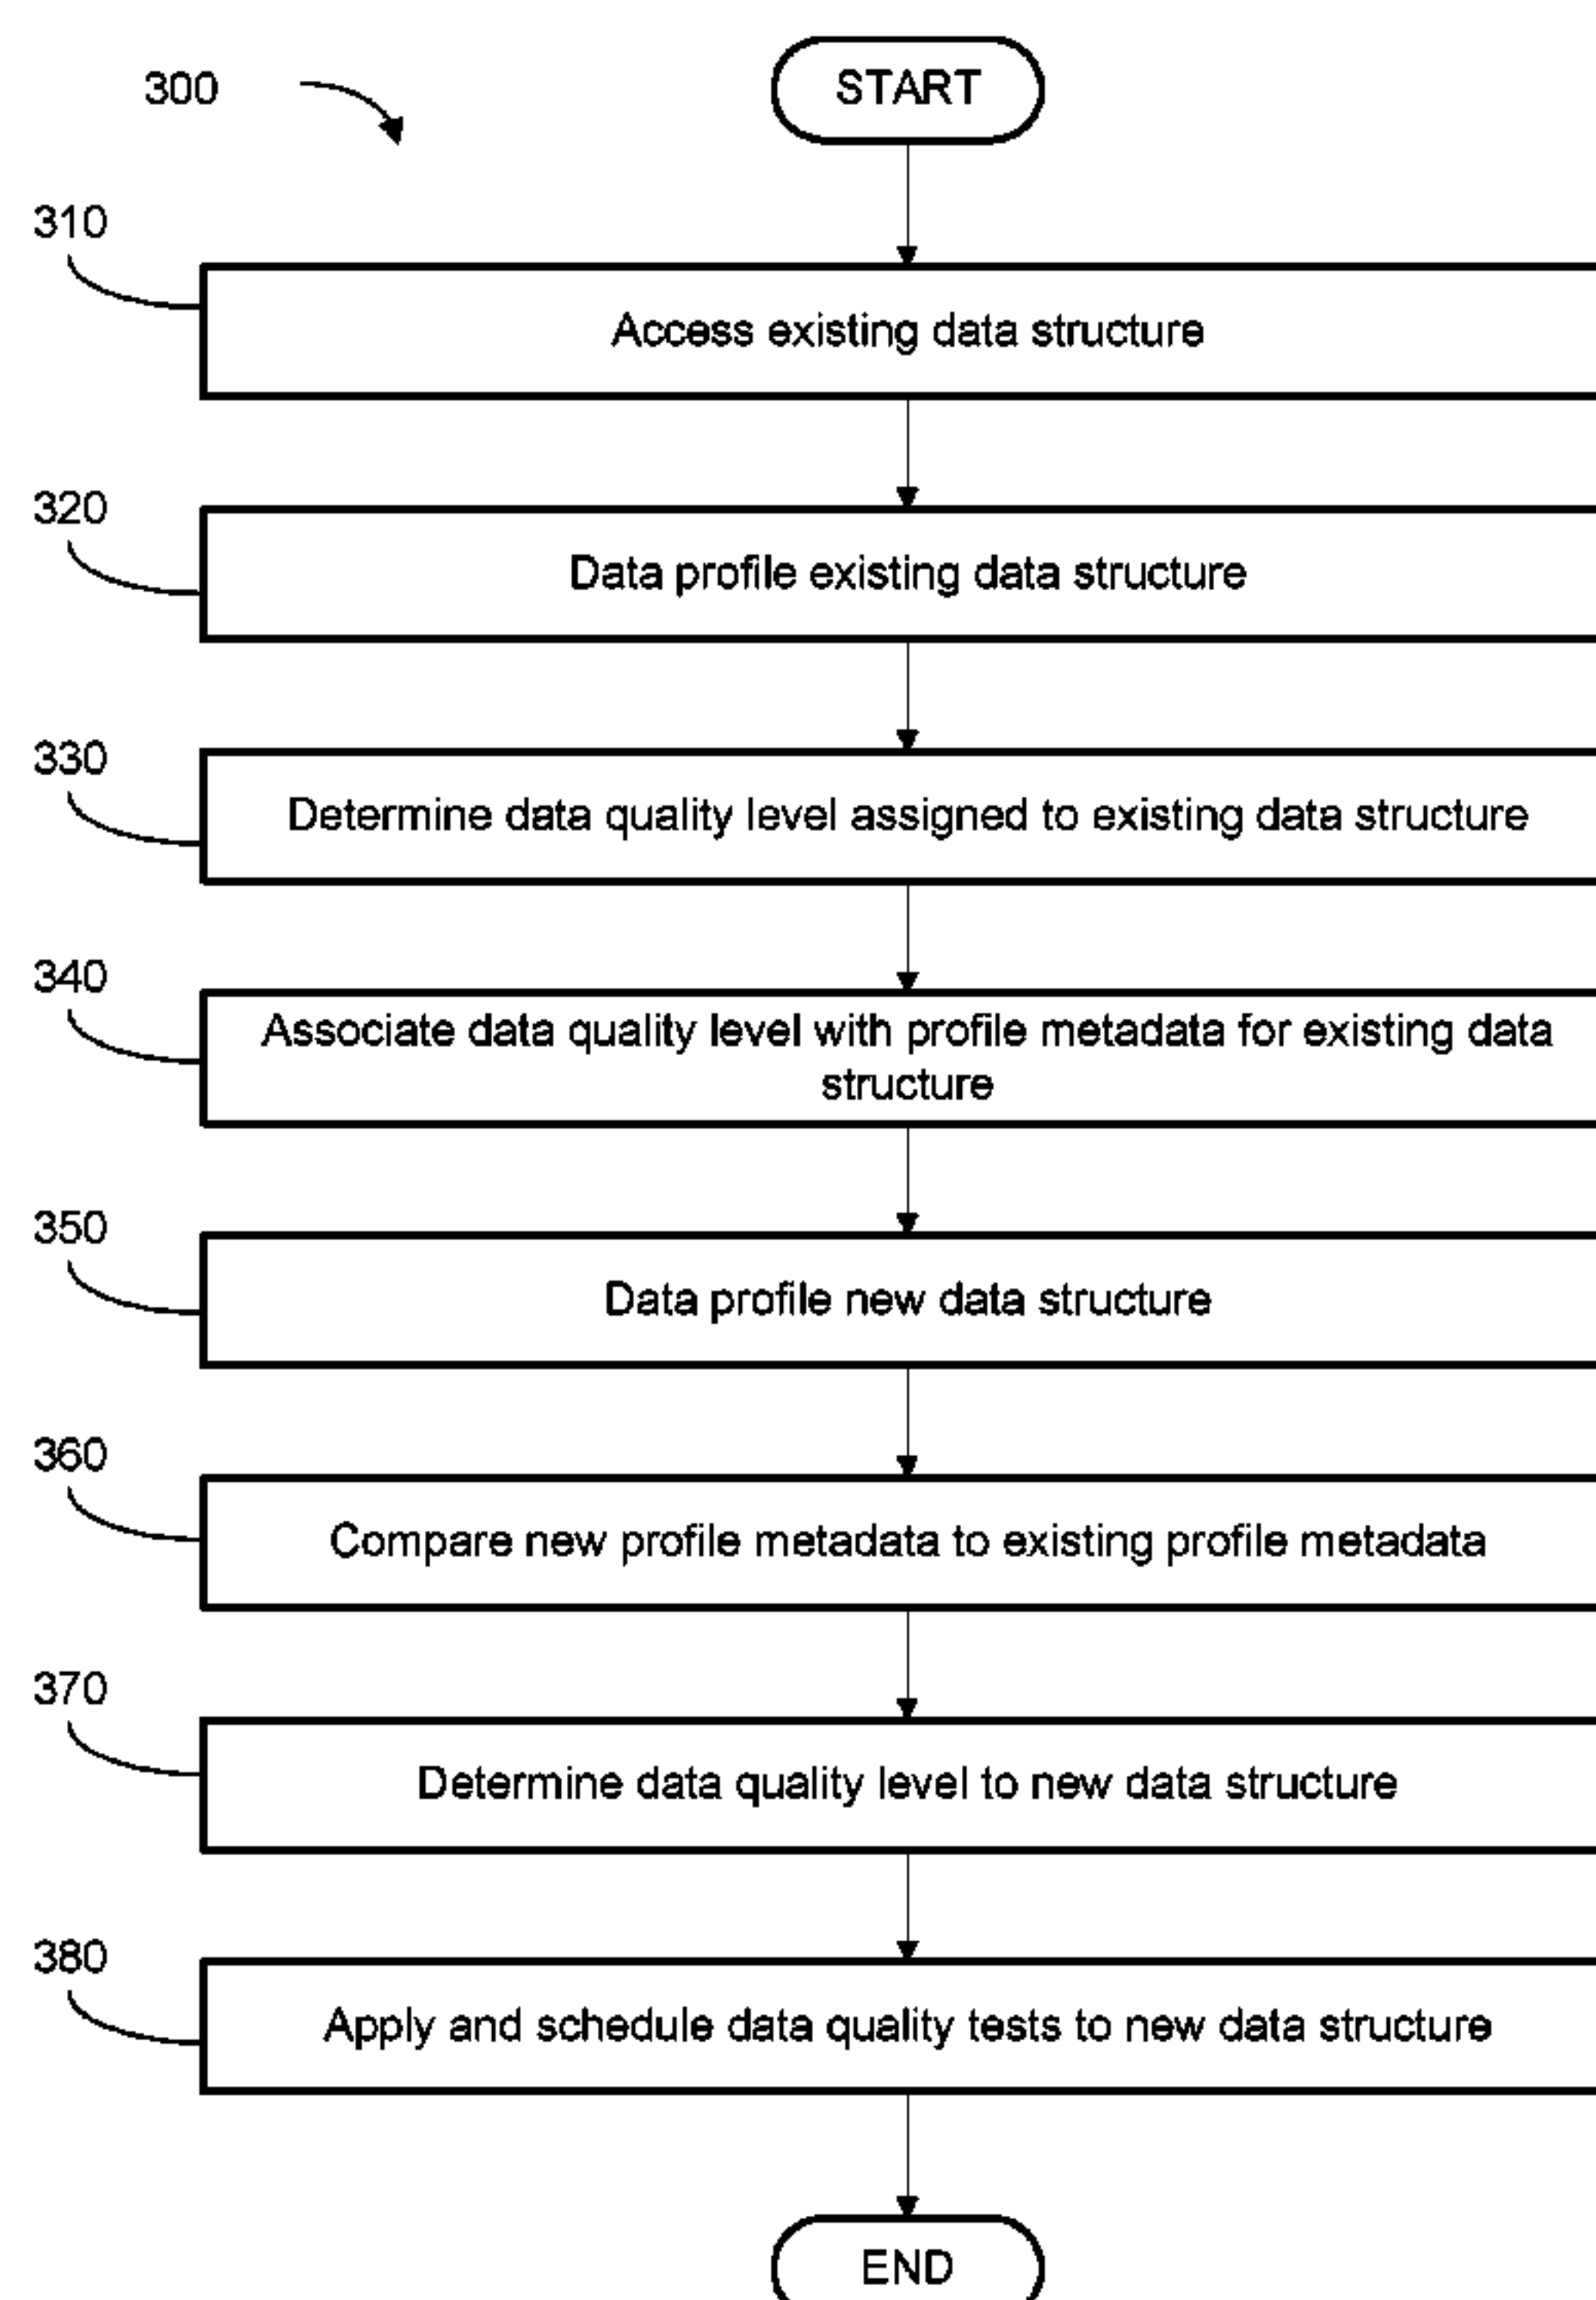 300
START
310
Access existing data structure
320
Data profile existing data structure
330
Determine data quality level assigned to existing data structure
340
Associate data quality level with profile metadata for existing data
structure
350
Data profile new data structure
360
Compare new profile metadata to existing profile metadata
370
Determine data quality level to new data structure
380
Apply and schedule data quality tests to new data structure
END